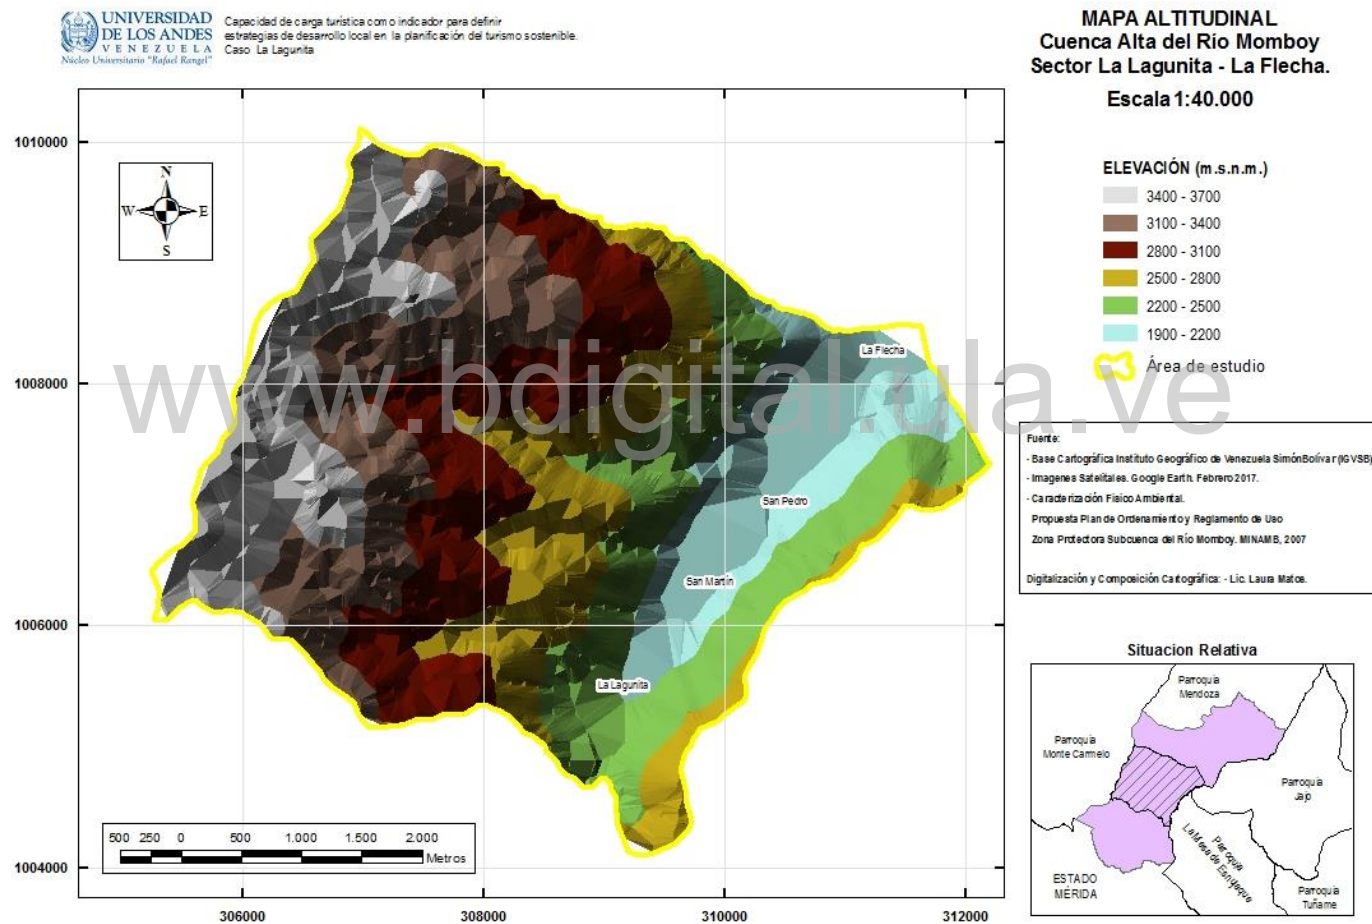 UNIVERSIDAD
DE LOS ANDES
VENEZUELA
Núcleo Universitario "Rafael Rangel"
Capacidad de carga turística como indicador para definir
estrategias de desarrollo local en la planificación del turismo sostenible.
Caso La Lagunita
MAPA ALTITUDINAL
Cuenca Alta del Río Momboy
Sector La Lagunita - La Flecha.
Escala 1:40.000
ELEVACIÓN (m.s.n.m.)
3400 - 3700
3100 - 3400
2800 - 3100
2500 - 2800
2200 - 2500
1900 - 2200
Área de estudio
1010000
1008000
1006000
1004000
N
W E
S
La Flecha
San Pedro
San Martín
La Lagunita
www.bdigital.ula.ve
500 250 0 500 1.000 1.500 2.000
Metros
306000 308000 310000 312000
Fuente:
- Base Cartográfica Instituto Geográfico de Venezuela SimónBolívar (IGVSB)
- Imagenes Satelitales. Google Earth. Febrero 2017.
- Caracterización Físico Ambiental.
Propuesta Plan de Ordenamiento y Reglamento de Uso
Zona Protectora Subcuenca del Río Momboy. MINAMB, 2007
Digitalización y Composición Cartográfica: - Lic. Laura Matos.
Situacion Relativa
Parroquia
Mendoza
Parroquia
Monte Carmelo
Parroquia
Jajo
Parroquia
La Mesa de Esnujaque
ESTADO
MÉRIDA
Parroquia
Tuñame